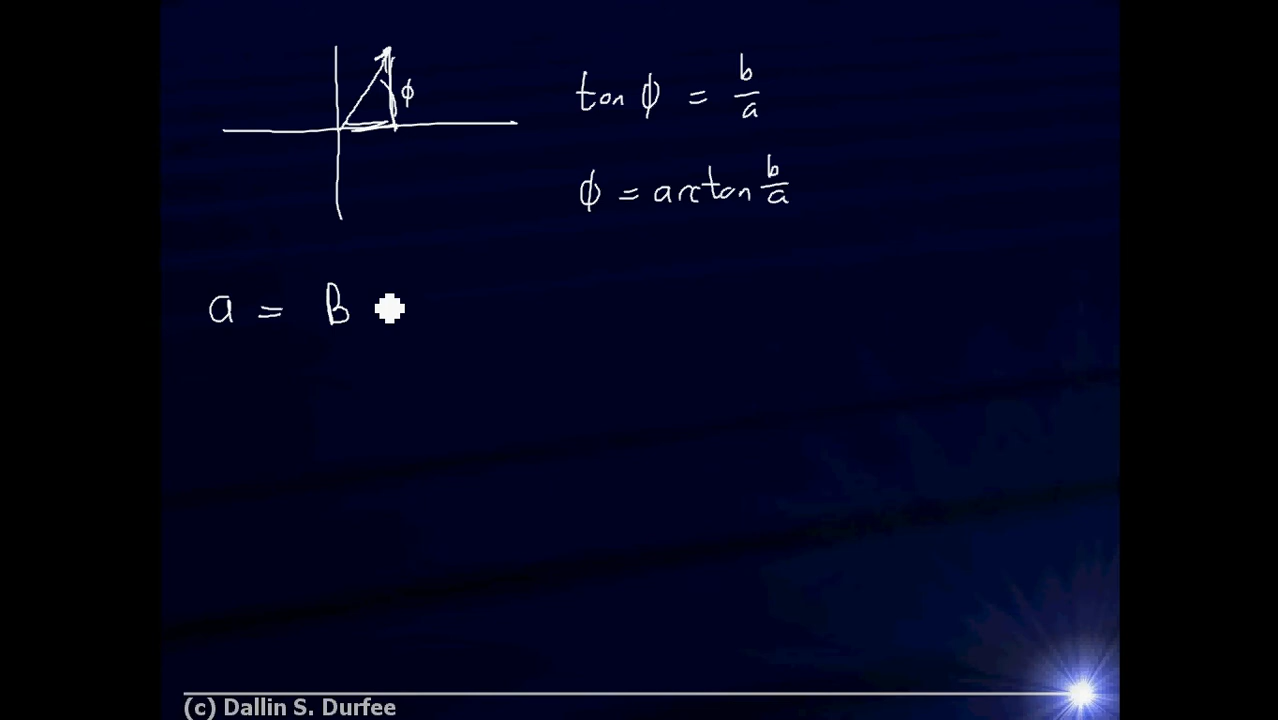 ϕ
tan ϕ = b/a
ϕ = arctan b/a
a = B
(c) Dallin S. Durfee